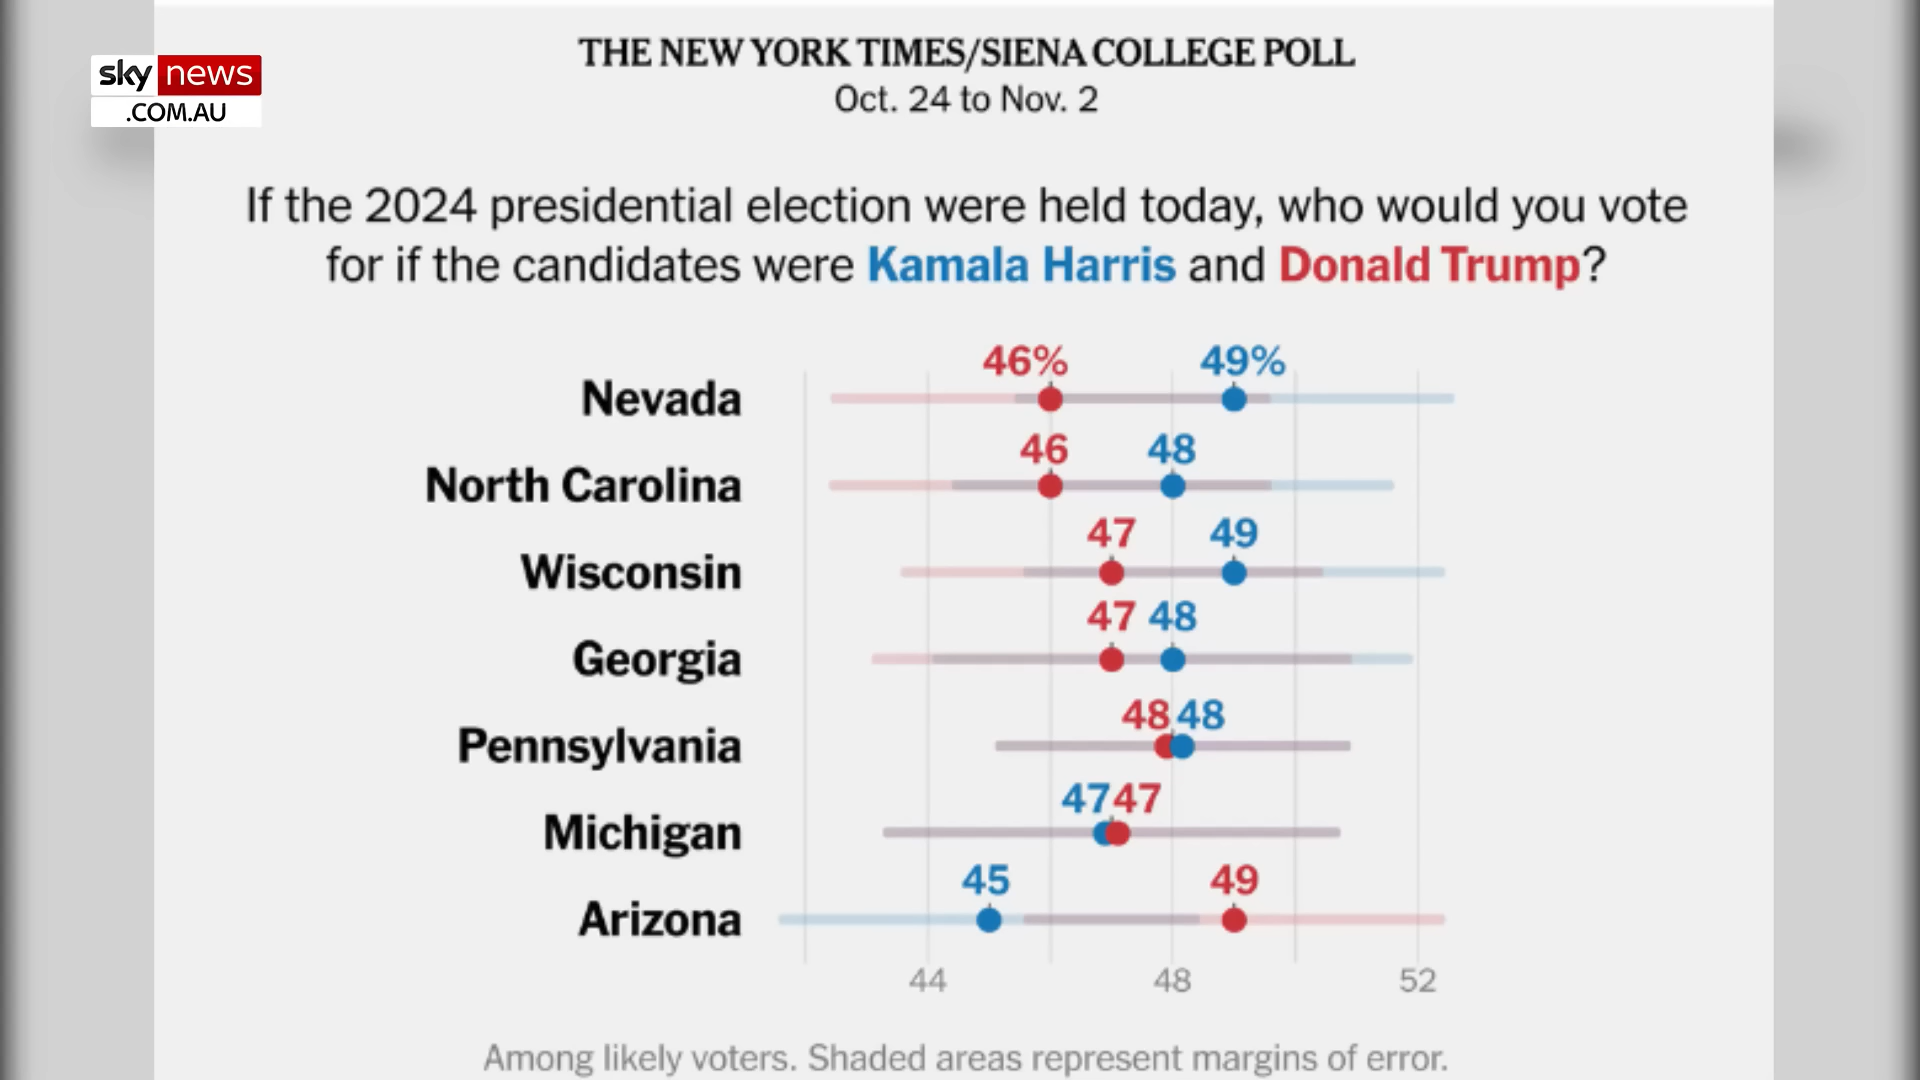 sky news
.COM.AU
THE NEW YORK TIMES/SIENA COLLEGE POLL
Oct. 24 to Nov. 2
If the 2024 presidential election were held today, who would you vote
for if the candidates were Kamala Harris and Donald Trump?
46% 49%
Nevada
46 48
North Carolina
47 49
Wisconsin
47 48
Georgia
48 48
Pennsylvania
47 47
Michigan
45 49
Arizona
44 48 52
Among likely voters. Shaded areas represent margins of error.